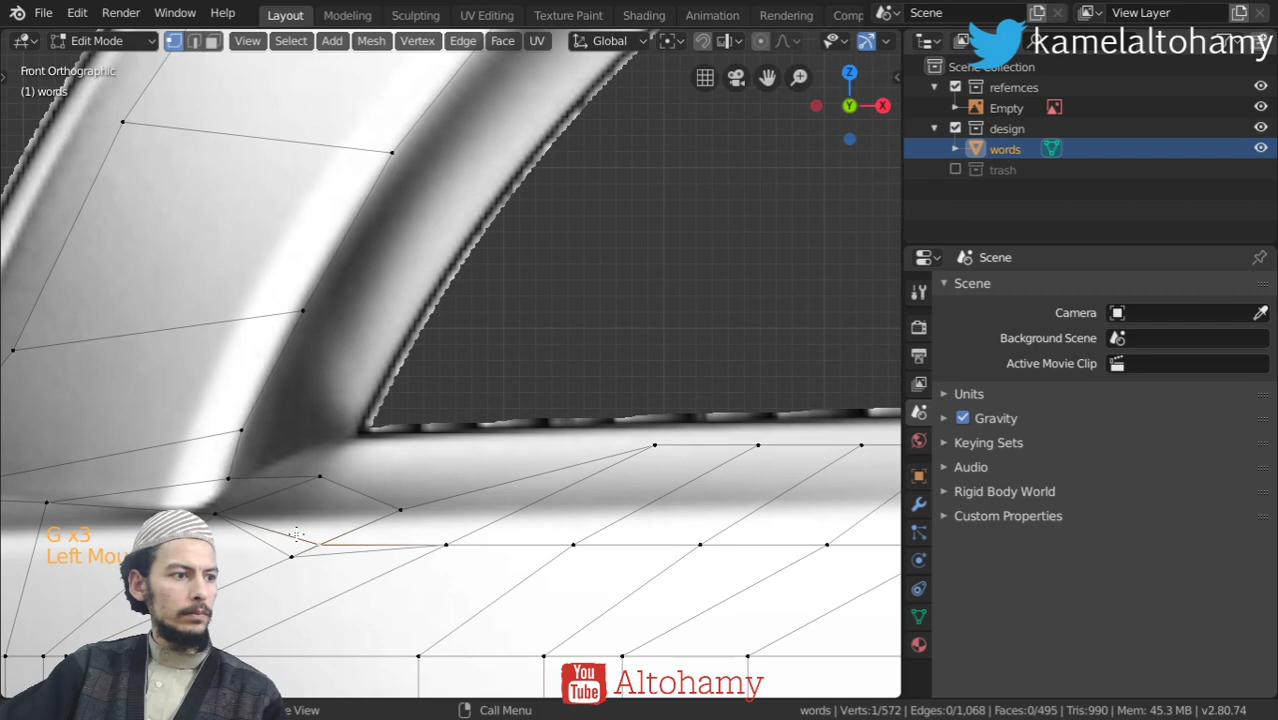 File Edit Render Window Help Layout Modeling Sculpting UV Editing Texture Paint Shading Animation Rendering Comp Scene View Layer
Edit Mode View Select Add Mesh Vertex Edge Face UV Global
kamelaltohamy
Front Orthographic
(1) words
Z
Y
X
Scene Collection
refernces
Empty
design
words
trash
Scene
Scene
Camera
Background Scene
Active Movie Clip
Units
Gravity
Keying Sets
Audio
Rigid Body World
Custom Properties
G x3
Left Mou
You Tube Altohamy
e View Call Menu words | Verts:1/572 | Edges:0/1,068 | Faces:0/495 | Tris:990 | Mem: 45.3 MB | v2.80.74